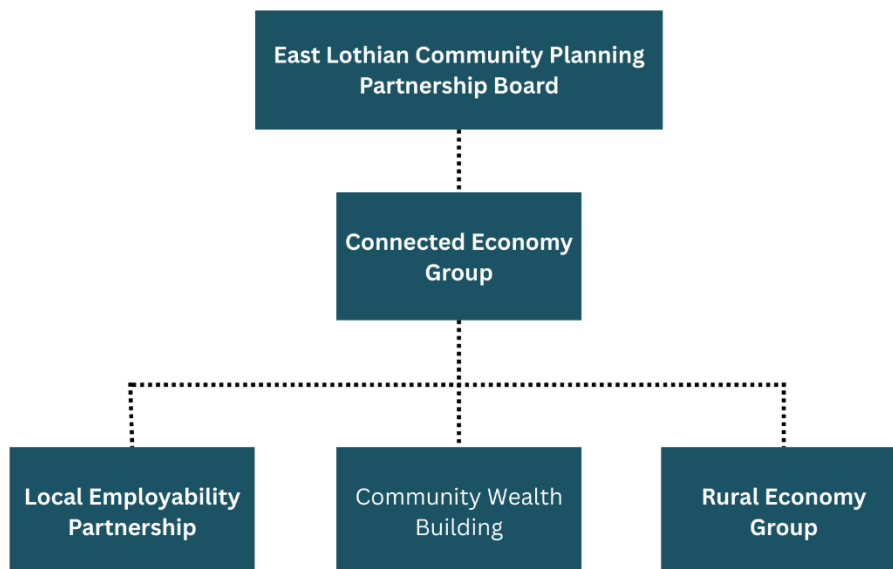 East Lothian Community Planning
Partnership Board
Connected Economy
Group
Local Employability
Partnership
Community Wealth
Building
Rural Economy
Group